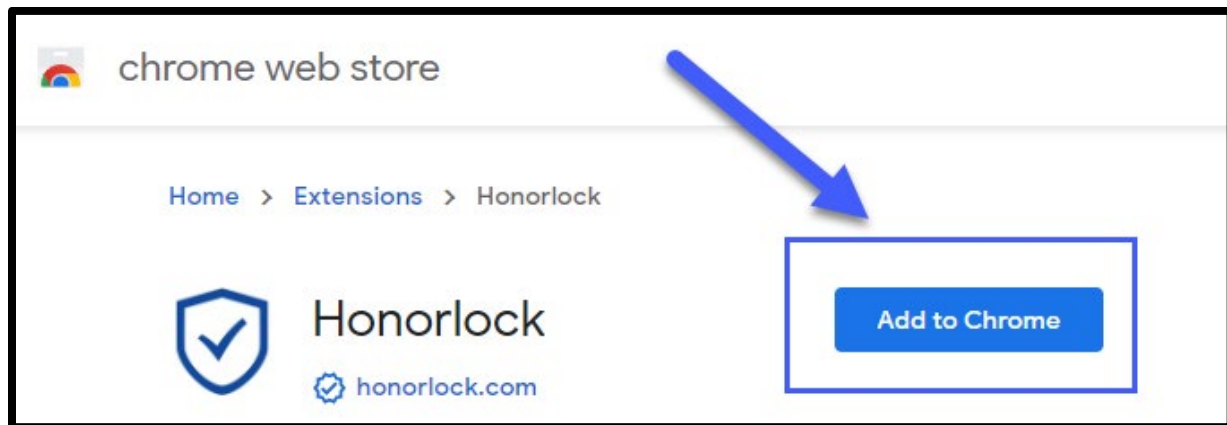 chrome web store
Home > Extensions > Honorlock
Honorlock
Add to Chrome
honorlock.com